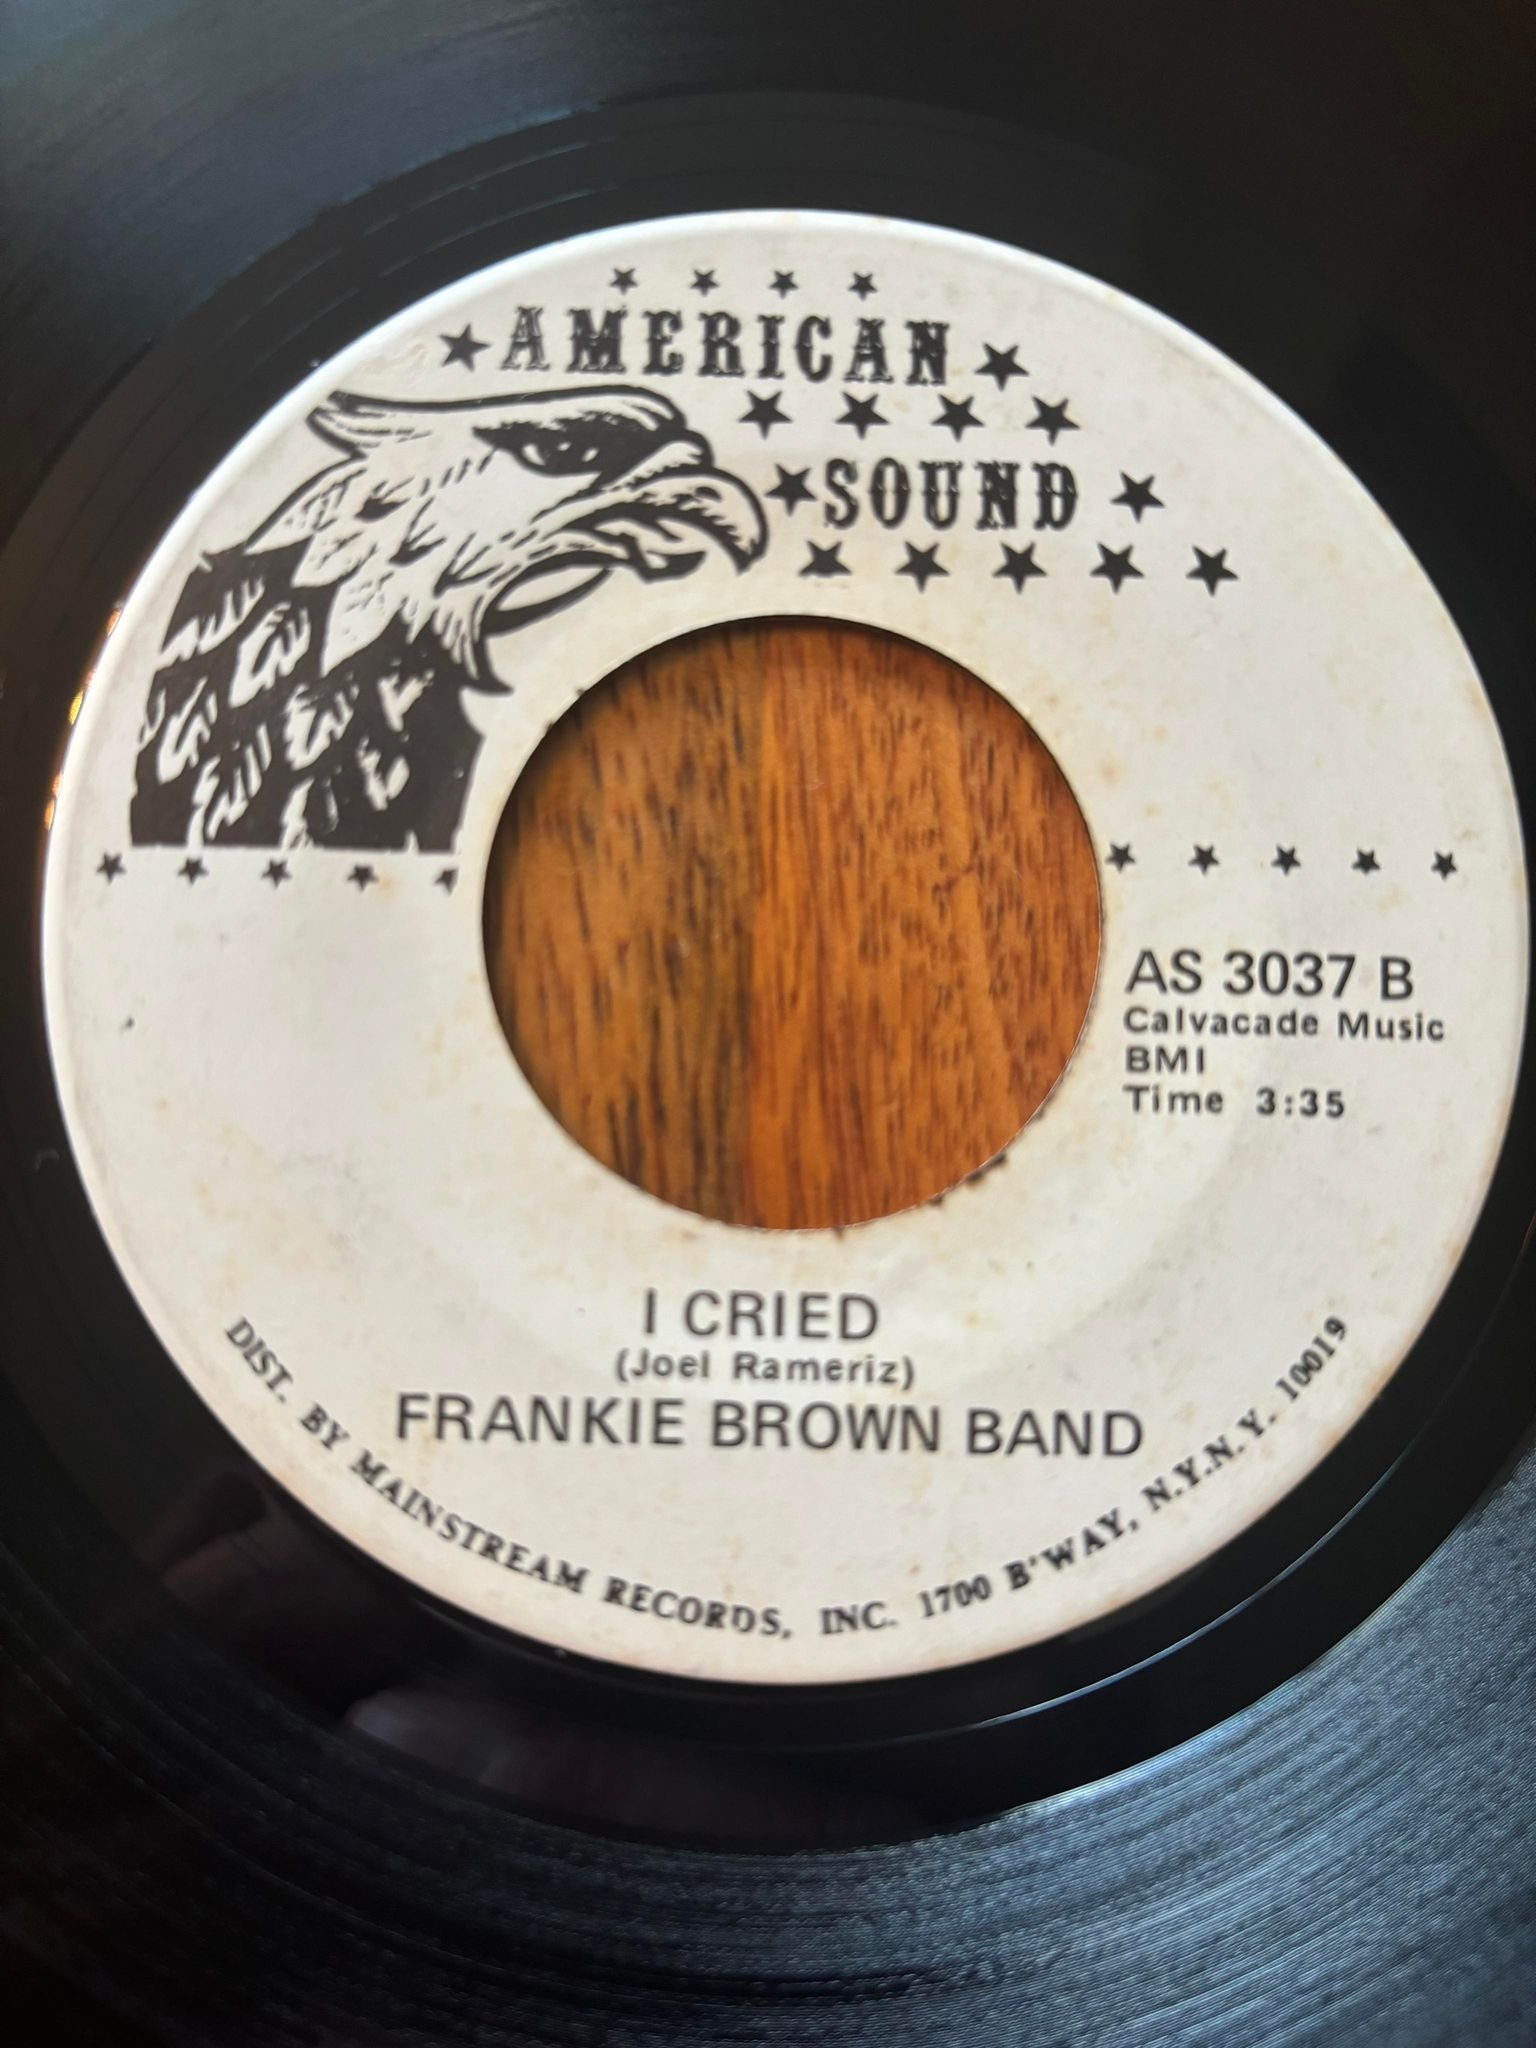 AMERICAN
SOUND
AS 3037 B
Calvacade Music
BMI
Time 3:35
I CRIED
(Joel Rameriz)
FRANKIE BROWN BAND
DIST. BY MAINSTREAM RECORDS, INC. 1700 B'WAY, N.Y.N.Y. 10019